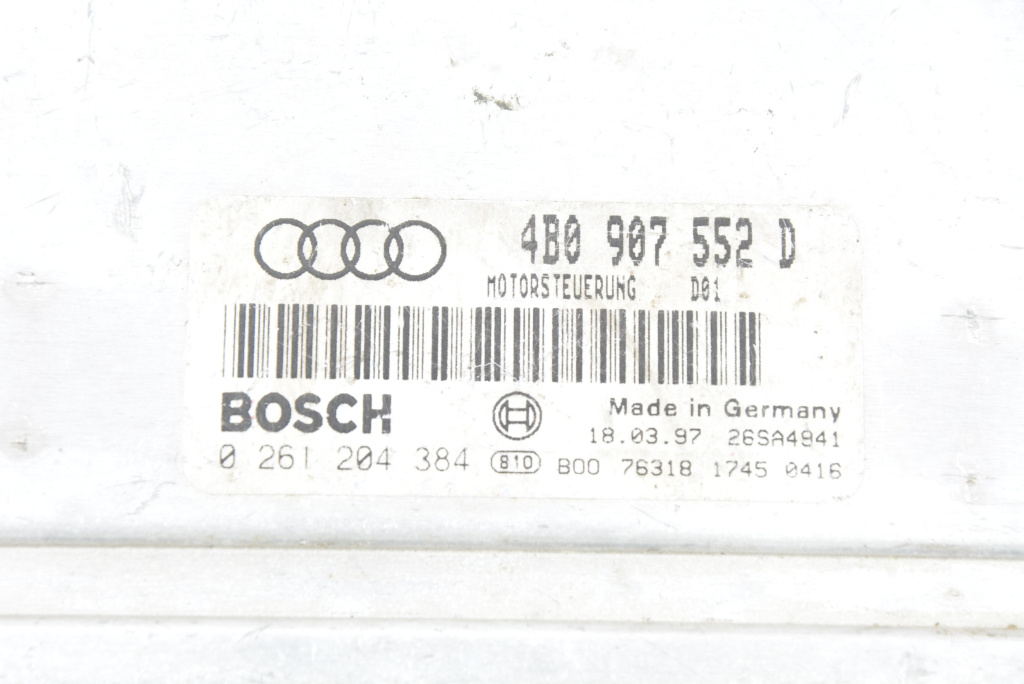 4B0 907 552 D
MOTORSTEUERUNG D01
BOSCH
Made in Germany
18.03.97 26SA4941
0 261 204 384 810 B00 76318 1745 0416